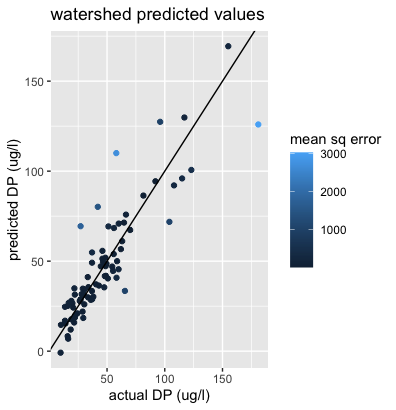 watershed predicted values
predicted DP (ug/l)
150
100
50
0
50
100
150
actual DP (ug/l)
mean sq error
3000
2000
1000